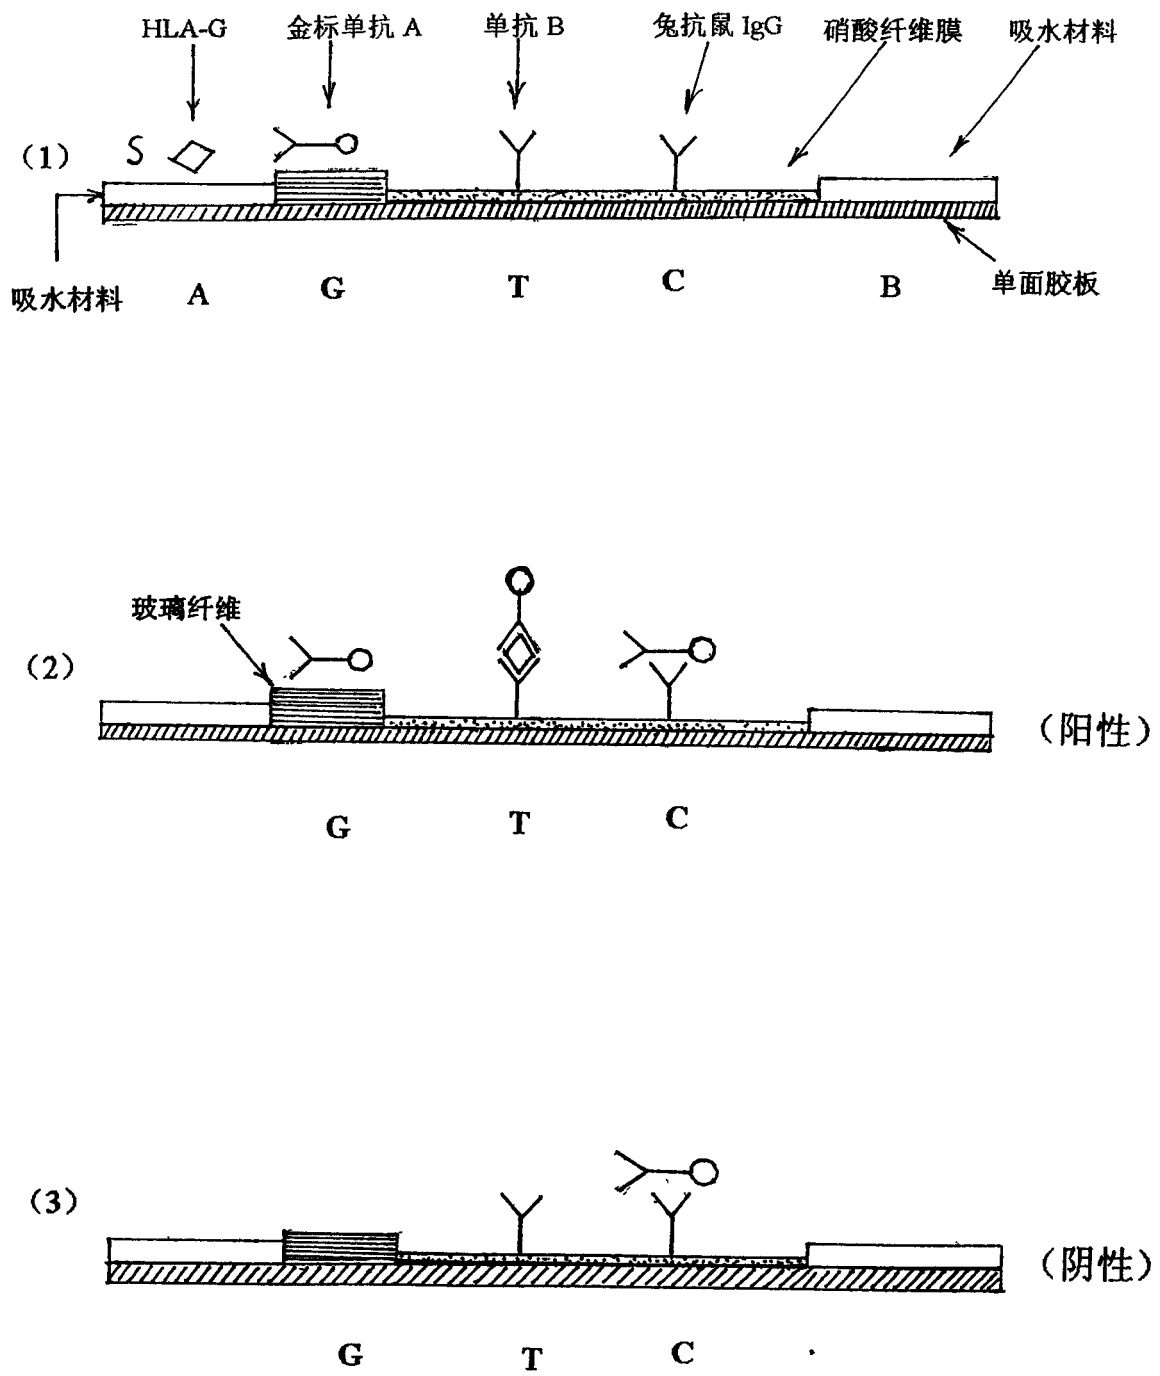 HLA-G 金标单抗 A 单抗 B 兔抗鼠 IgG 硝酸纤维膜 吸水材料
(1) S
吸水材料 A G T C B 单面胶板
玻璃纤维
(2)
(阳性)
G T C
(3)
(阴性)
G T C